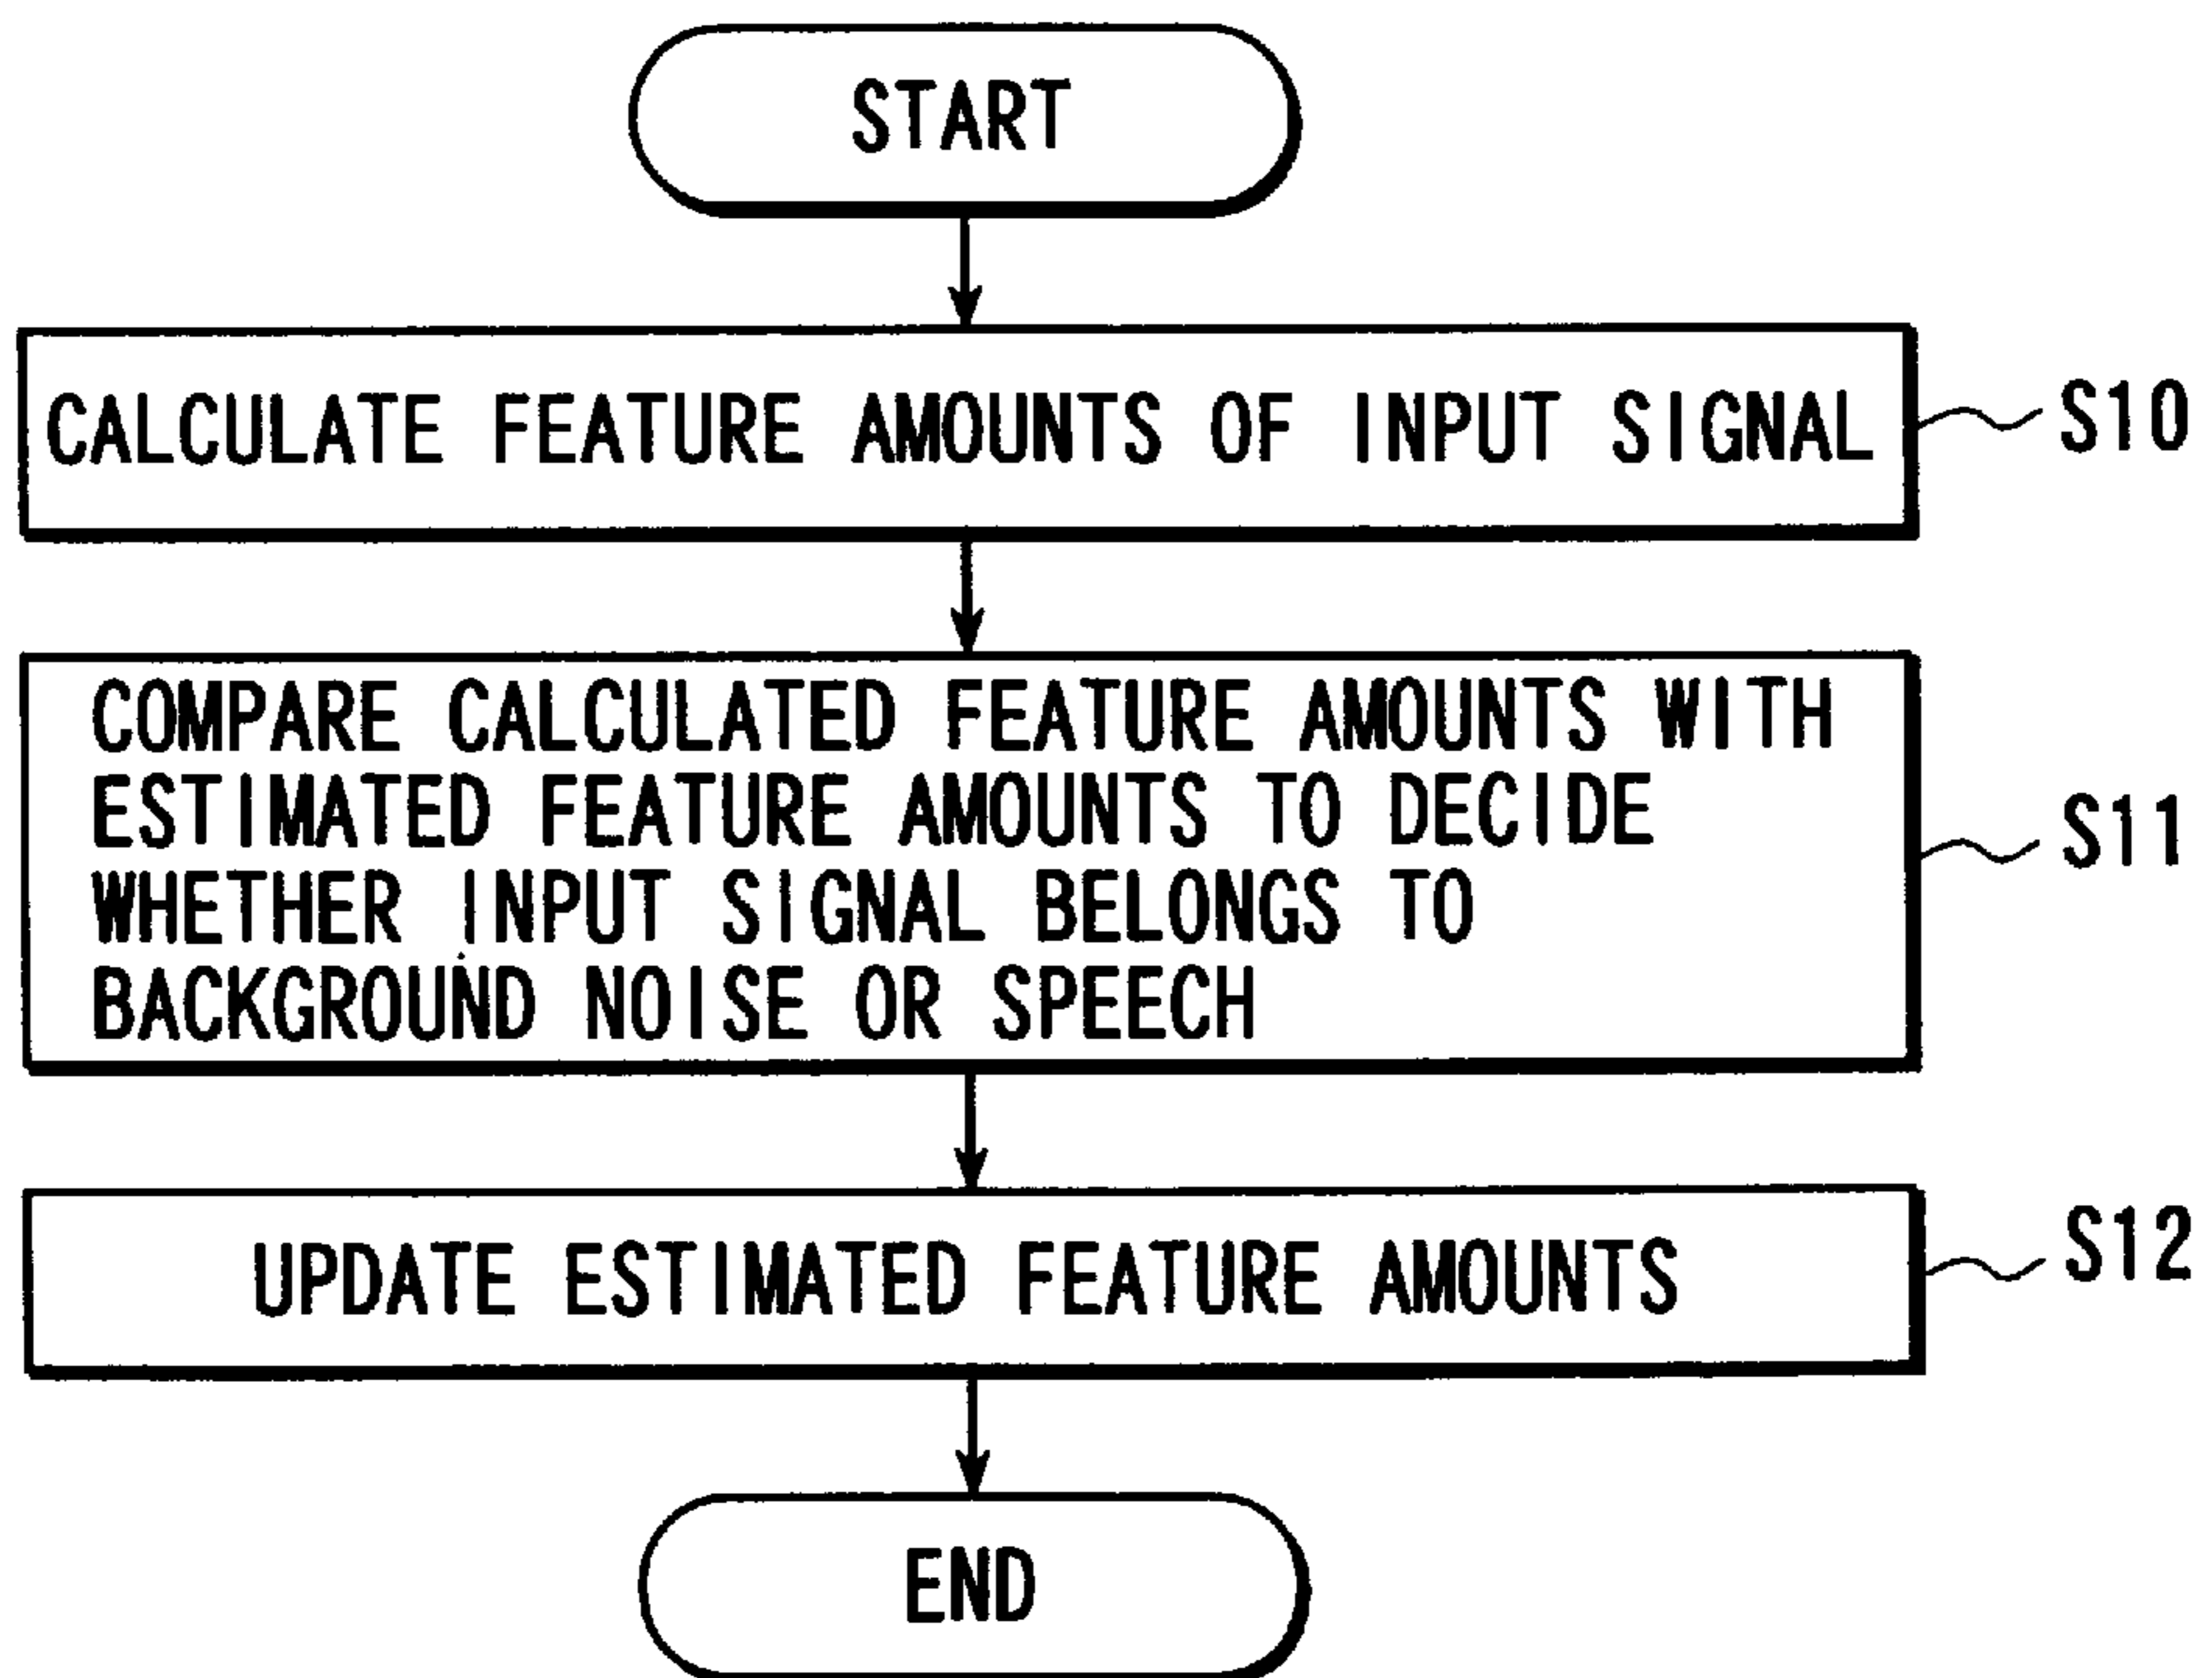 START
CALCULATE FEATURE AMOUNTS OF INPUT SIGNAL
S10
COMPARE CALCULATED FEATURE AMOUNTS WITH
ESTIMATED FEATURE AMOUNTS TO DECIDE
WHETHER INPUT SIGNAL BELONGS TO
BACKGROUND NOISE OR SPEECH
S11
UPDATE ESTIMATED FEATURE AMOUNTS
S12
END